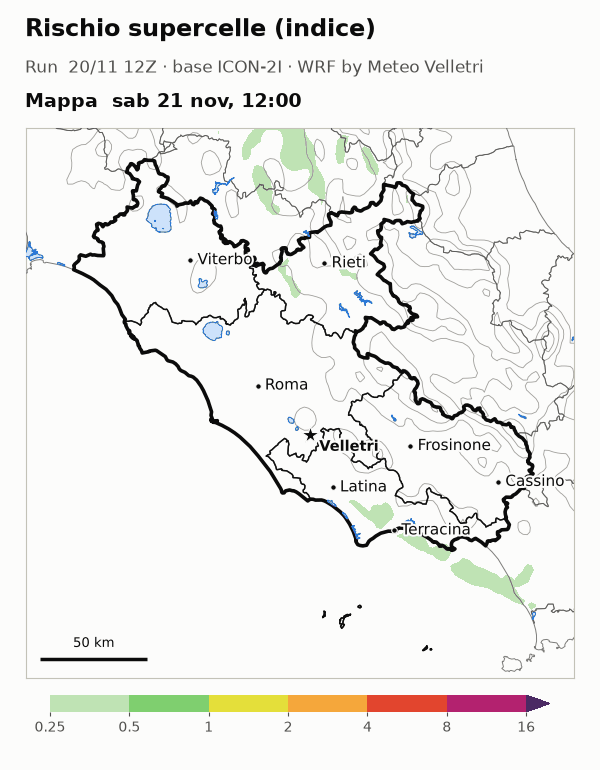 Rischio supercelle (indice)
Run 20/11 12Z · base ICON-2I · WRF by Meteo Velletri
Mappa sab 21 nov, 12:00
Viterbo
Rieti
Roma
Velletri
Frosinone
Cassino
Latina
Terracina
50 km
0.25 0.5 1 2 4 8 16